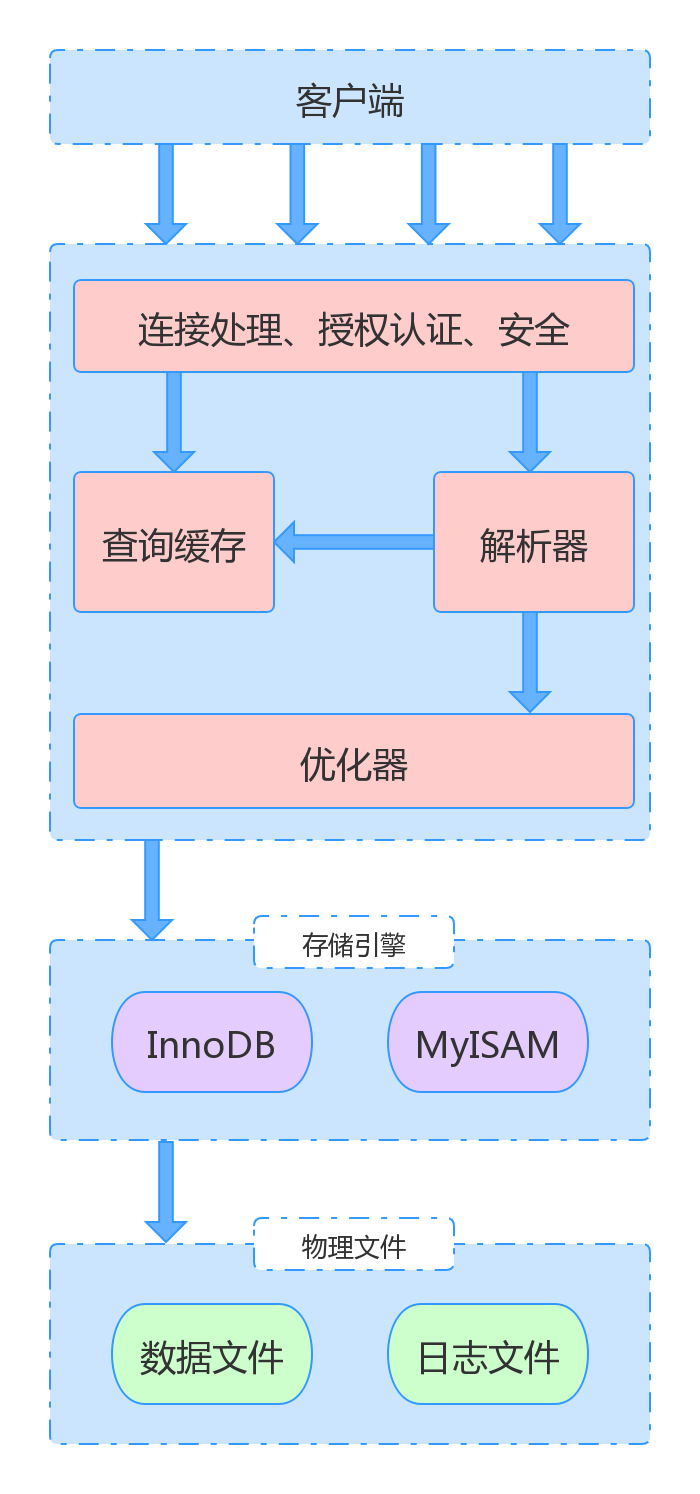 客户端
连接处理、授权认证、安全
查询缓存
解析器
优化器
存储引擎
InnoDB
MyISAM
物理文件
数据文件
日志文件